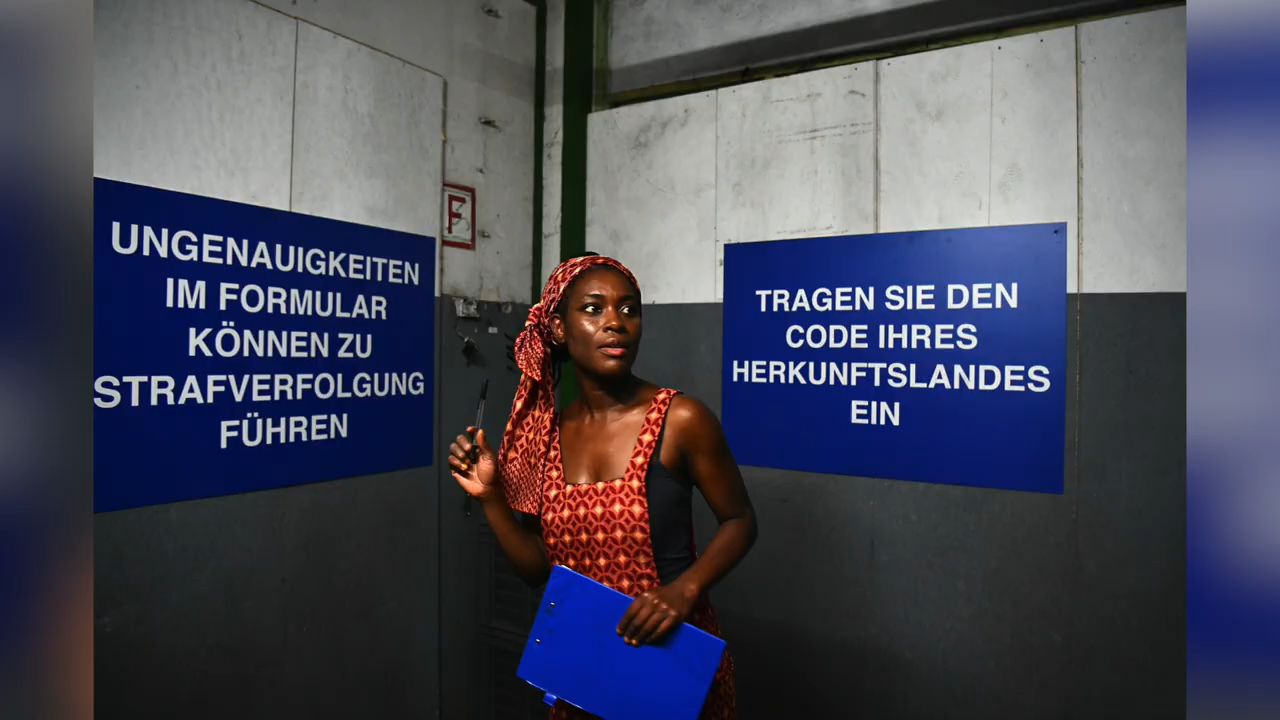 UNGENAUIGKEITEN
IM FORMULAR
KÖNNEN ZU
STRAFVERFOLGUNG
FÜHREN
F
TRAGEN SIE DEN
CODE IHRES
HERKUNFTSLANDES
EIN